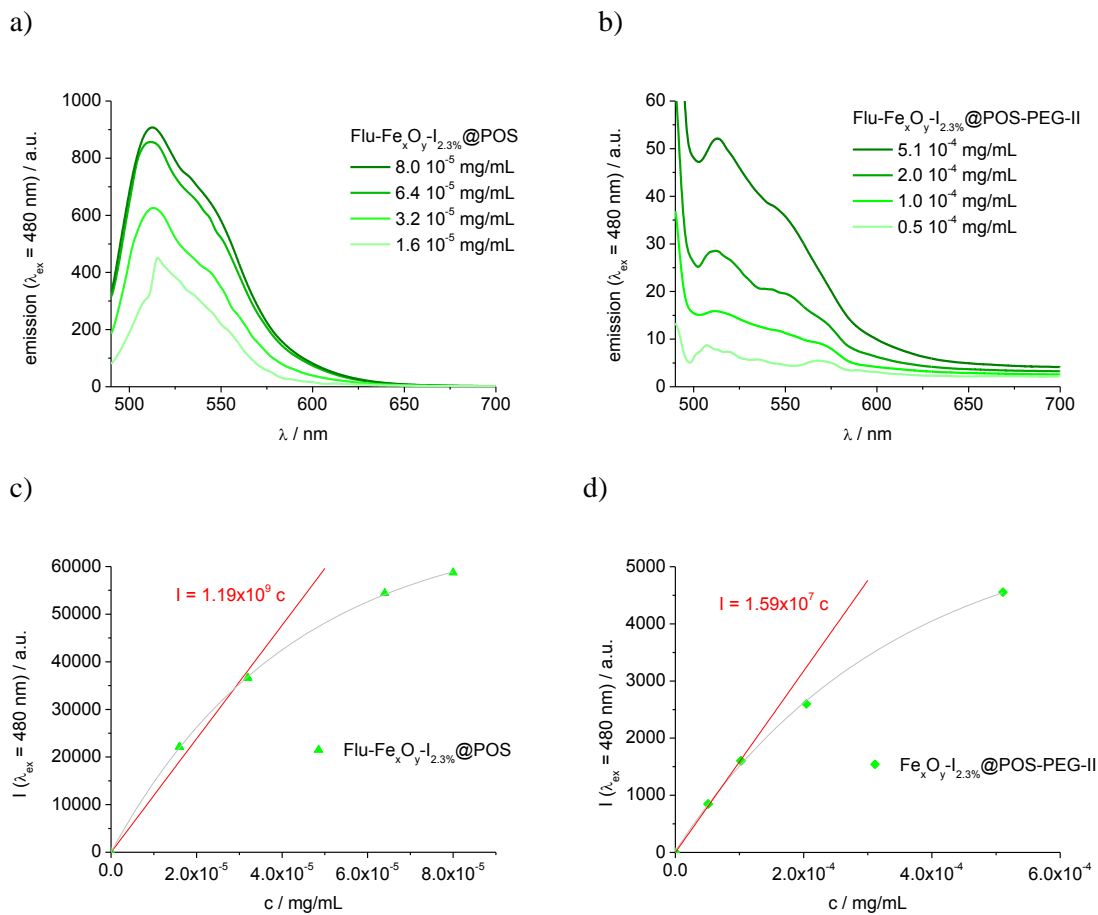 a)
b)
1000
800
600
400
200
0
500 550 600 650 700
λ / nm
emission (λex = 480 nm) / a.u.
Flu-FexOy-I2.3%@POS
8.0 10-5 mg/mL
6.4 10-5 mg/mL
3.2 10-5 mg/mL
1.6 10-5 mg/mL
60
50
40
30
20
10
0
500 550 600 650 700
λ / nm
emission (λex = 480 nm) / a.u.
Flu-FexOy-I2.3%@POS-PEG-II
5.1 10-4 mg/mL
2.0 10-4 mg/mL
1.0 10-4 mg/mL
0.5 10-4 mg/mL
c)
d)
60000
50000
40000
30000
20000
10000
0
0.0 2.0x10-5 4.0x10-5 6.0x10-5 8.0x10-5
c / mg/mL
I (λex = 480 nm) / a.u.
I = 1.19x10⁹ c
Flu-FexOy-I2.3%@POS
5000
4000
3000
2000
1000
0
0.0 2.0x10-4 4.0x10-4 6.0x10-4
c / mg/mL
I (λex = 480 nm) / a.u.
I = 1.59x10⁷ c
FexOy-I2.3%@POS-PEG-II